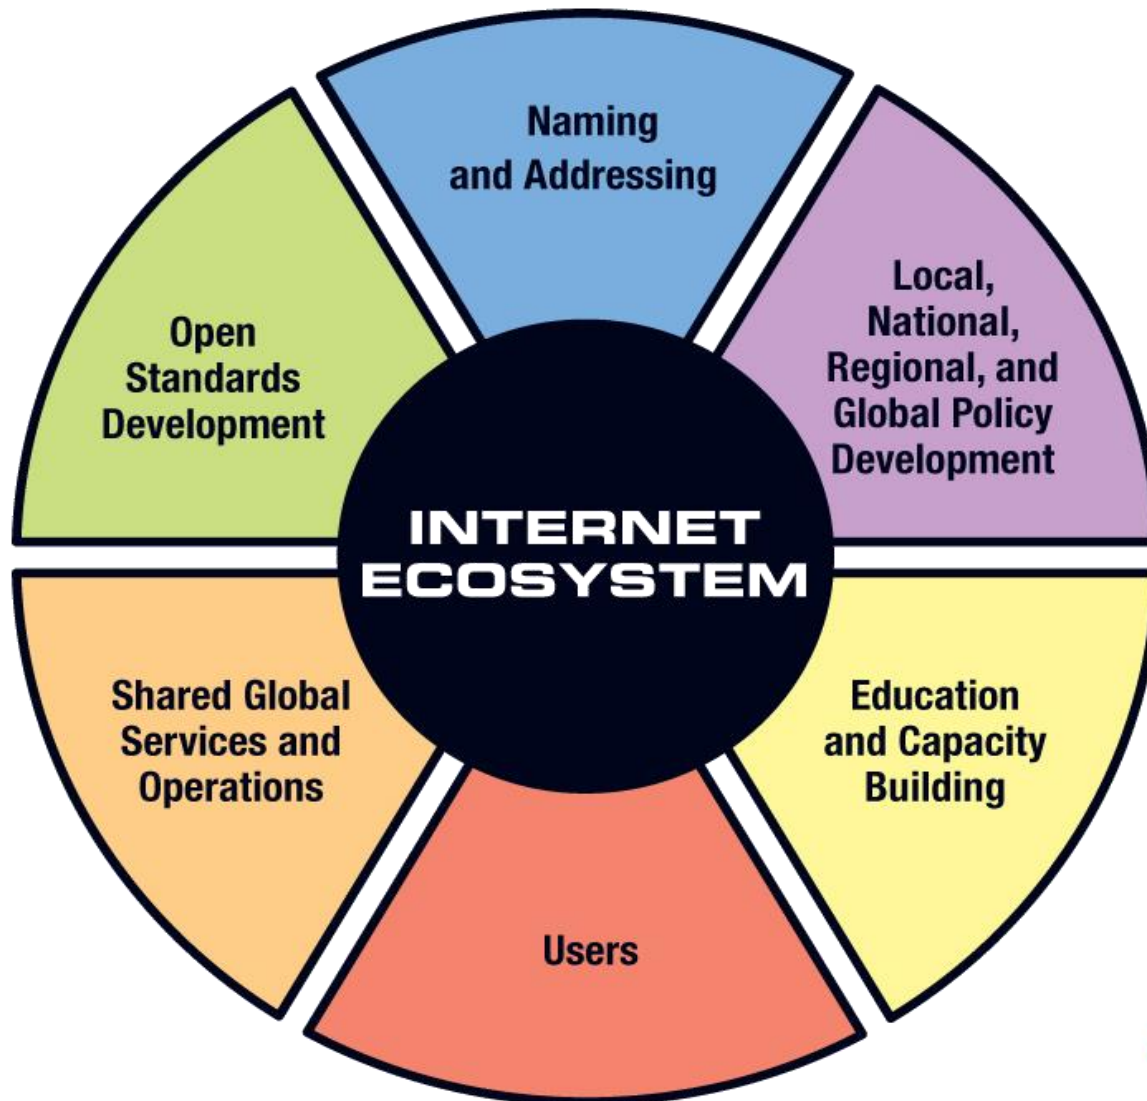 Naming
and Addressing
Local,
National,
Regional, and
Global Policy
Development
Open
Standards
Development
INTERNET
ECOSYSTEM
Shared Global
Services and
Operations
Education
and Capacity
Building
Users